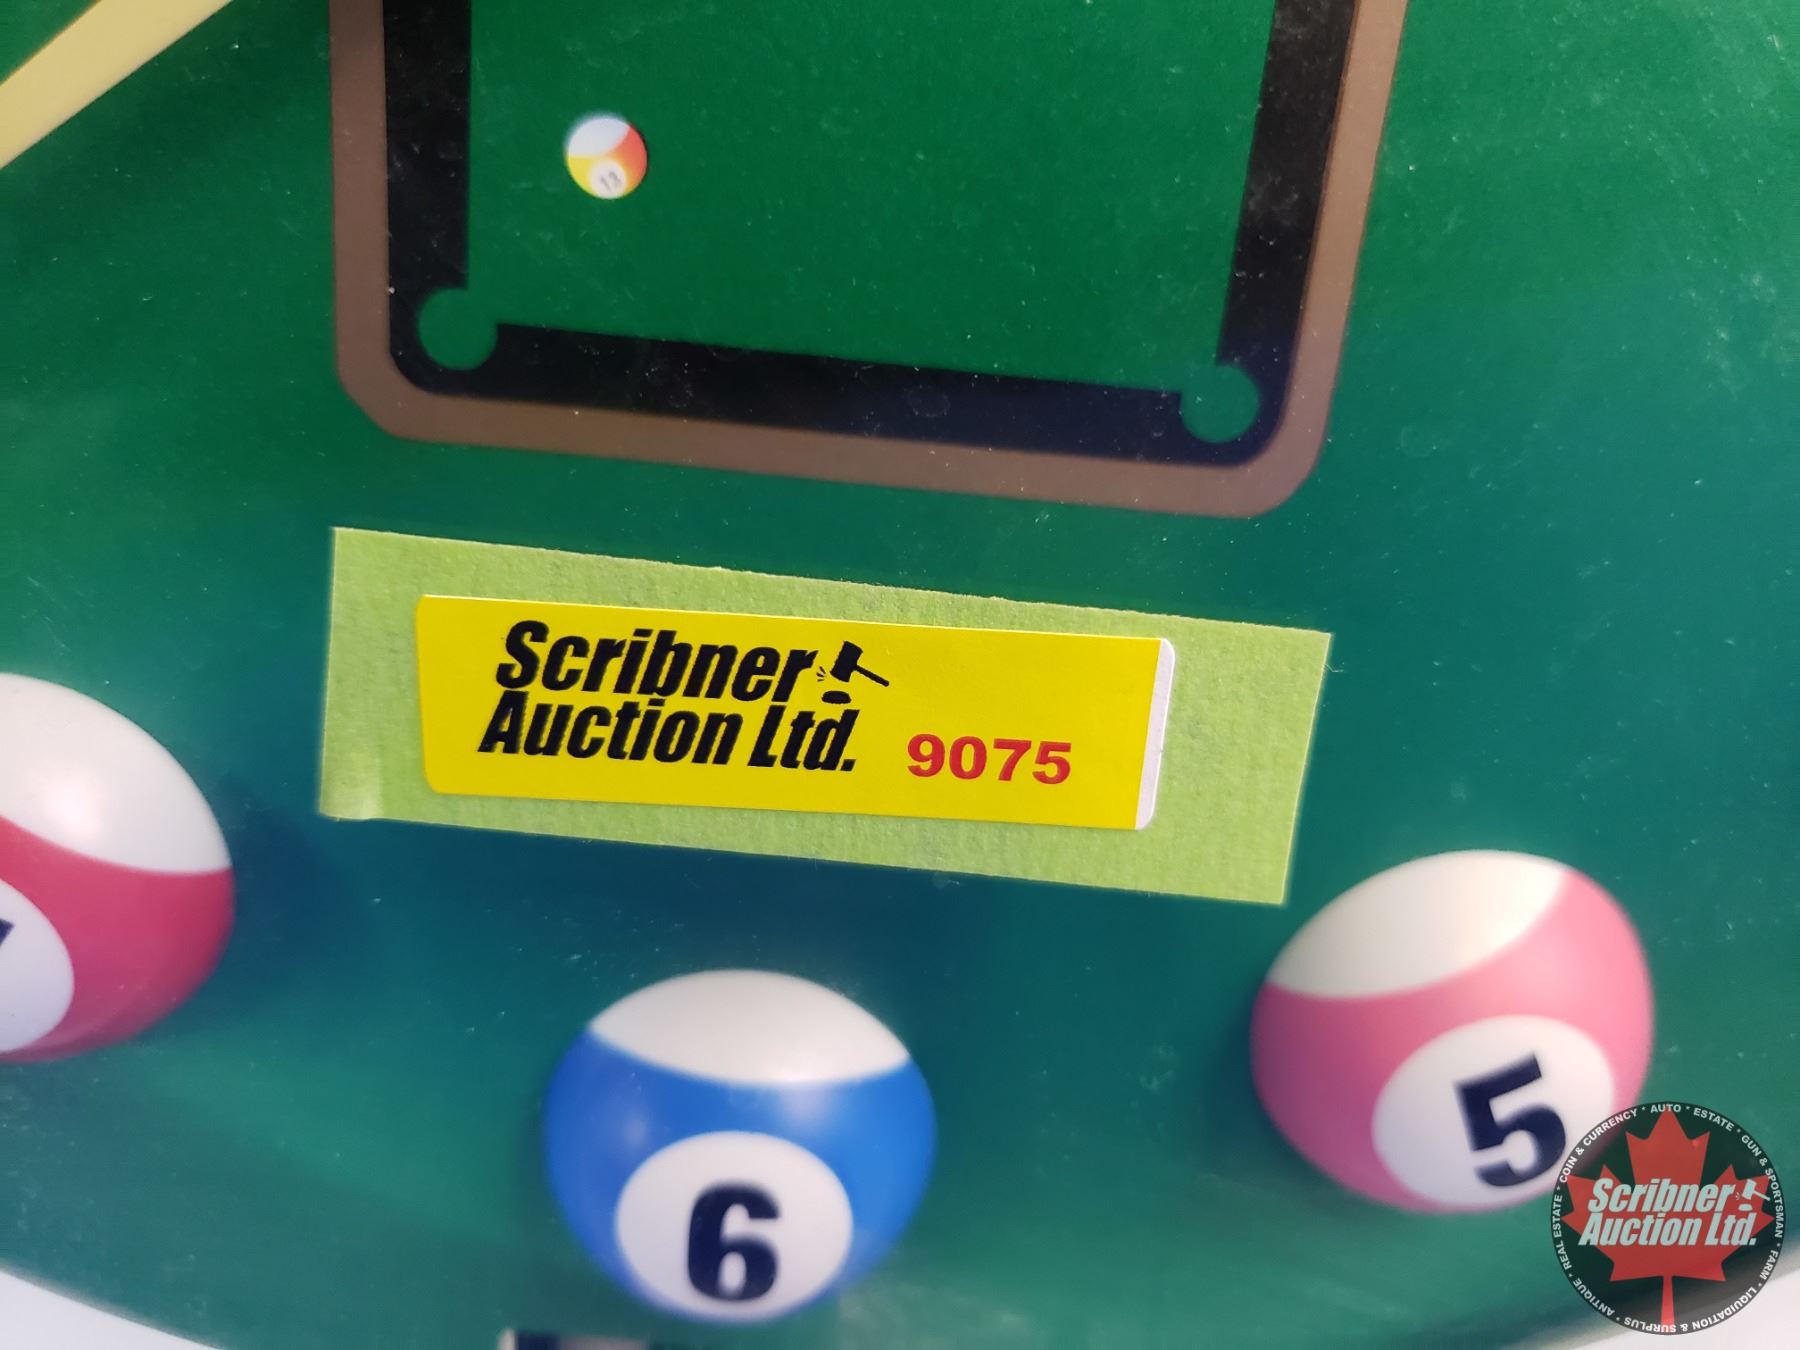 13
Scribner
Auction Ltd.
9075
6
5
REAL ESTATE * COIN & CURRENCY * AUTO * ESTATE * GUN & SPORTSMAN * FARM * LIQUIDATION & SURPLUS * ANTIQUE *
Scribner
Auction Ltd.